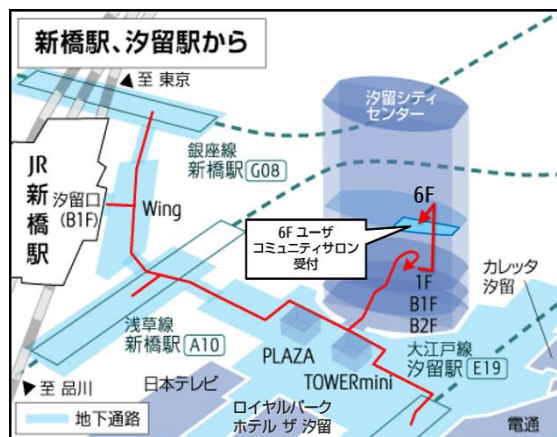 新橋駅、汐留駅から
至 東京
汐留シティ
センター
銀座線
新橋駅 G08
JR
新橋駅
汐留口
(B1F)
Wing
6F
6F ユーザ
コミュニティサロン
受付
1F
B1F
B2F
カレッタ
汐留
浅草線
新橋駅 A10
PLAZA
大江戸線
汐留駅 E19
TOWERmini
至 品川
日本テレビ
ロイヤルパーク
ホテル ザ 汐留
電通
地下通路